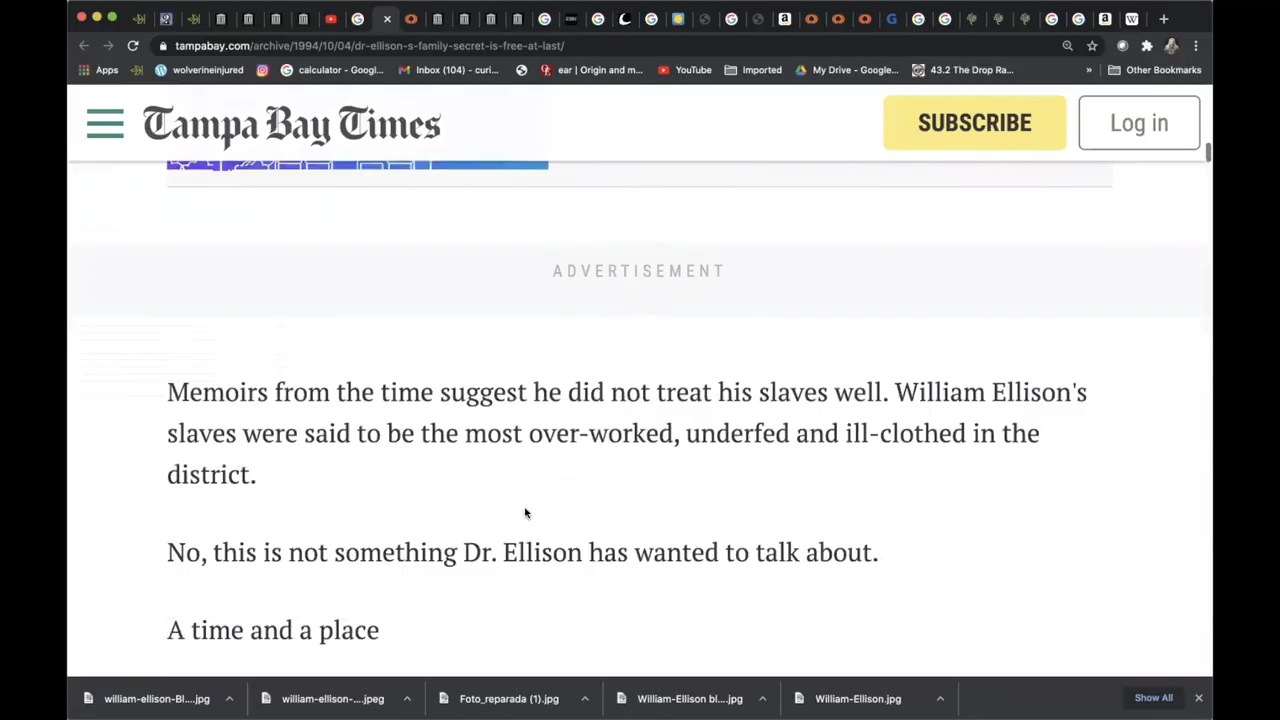 tampabay.com/archive/1994/10/04/dr-ellison-s-family-secret-is-free-at-last/
Apps
wolverineinjured
calculator - Googl...
Inbox (104) - curi...
ear | Origin and m...
YouTube
Imported
My Drive - Google...
43.2 The Drop Ra...
»
Other Bookmarks
Tampa Bay Times
SUBSCRIBE
Log in
ADVERTISEMENT
Memoirs from the time suggest he did not treat his slaves well. William Ellison's
slaves were said to be the most over-worked, underfed and ill-clothed in the
district.
No, this is not something Dr. Ellison has wanted to talk about.
A time and a place
william-ellison-Bl....jpg
william-ellison-....jpeg
Foto_reparada (1).jpg
William-Ellison bl....jpg
William-Ellison.jpg
Show All